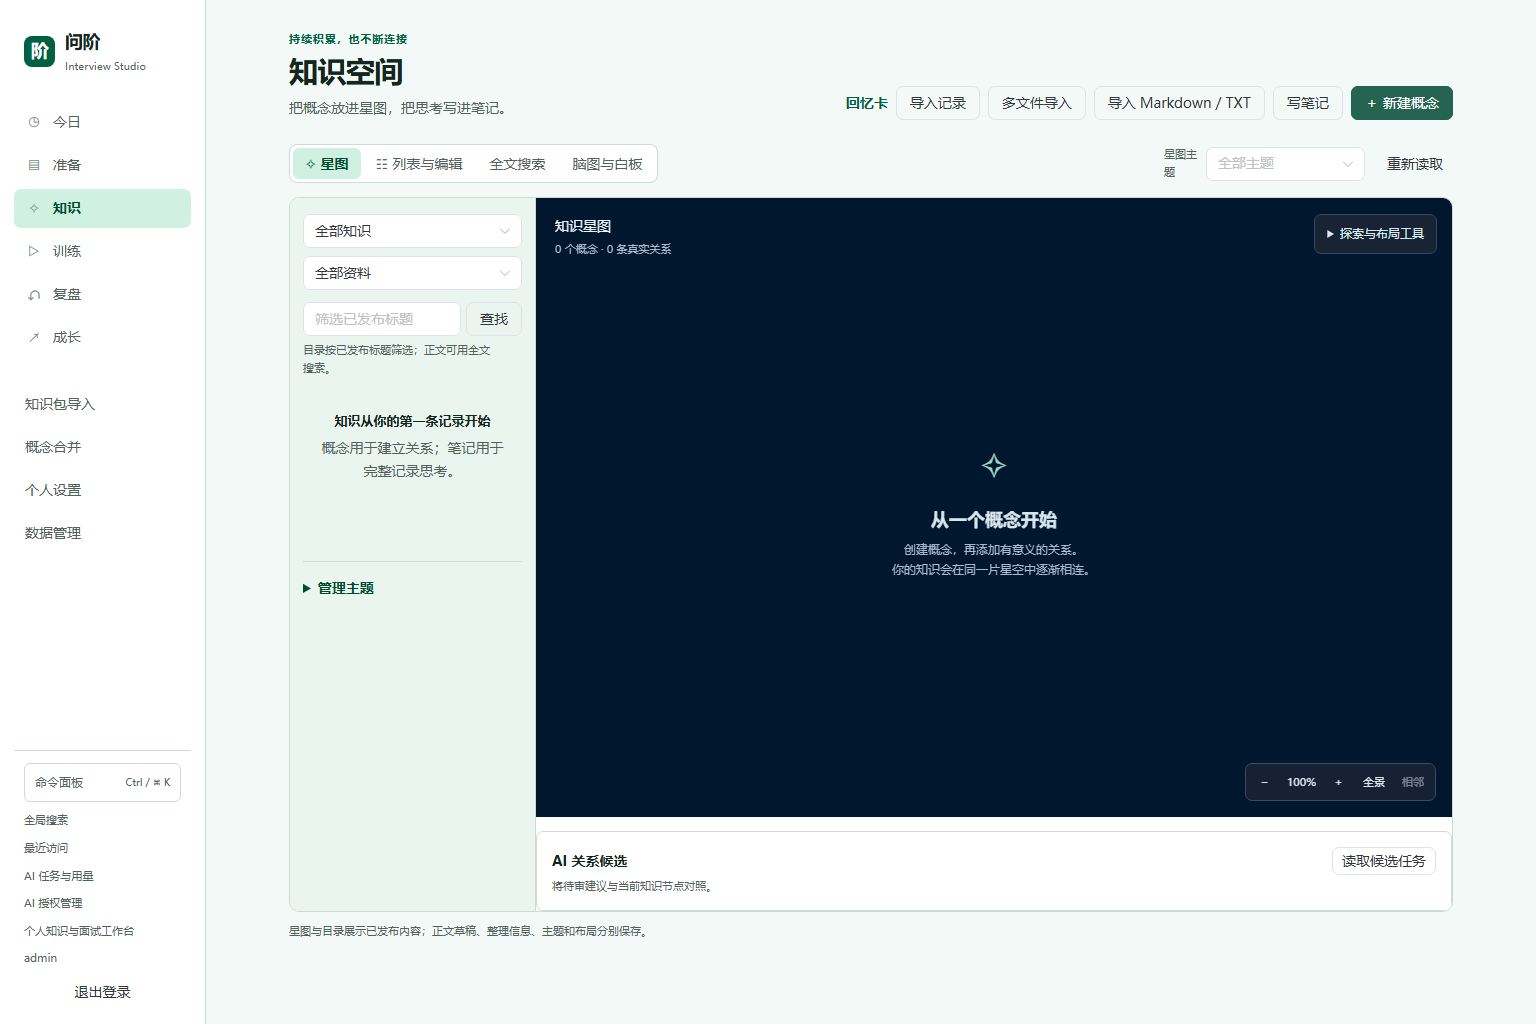 阶
问阶
Interview Studio
今日
准备
知识
训练
复盘
成长
知识包导入
概念合并
个人设置
数据管理
命令面板 Ctrl / ⌘ K
全局搜索
最近访问
AI 任务与用量
AI 授权管理
个人知识与面试工作台
admin
退出登录
持续积累，也不断连接
知识空间
把概念放进星图，把思考写进笔记。
回忆卡 导入记录 多文件导入 导入 Markdown / TXT 写笔记 + 新建概念
星图 列表与编辑 全文搜索 脑图与白板
星图主
题
全部主题 重新读取
全部知识
全部资料
筛选已发布标题 查找
目录按已发布标题筛选；正文可用全文
搜索。
知识从你的第一条记录开始
概念用于建立关系；笔记用于
完整记录思考。
管理主题
知识星图
0 个概念 · 0 条真实关系
探索与布局工具
从一个概念开始
创建概念，再添加有意义的关系。
你的知识会在同一片星空中逐渐相连。
− 100% + 全景 相邻
AI 关系候选
将待审建议与当前知识节点对照。
读取候选任务
星图与目录展示已发布内容；正文草稿、整理信息、主题和布局分别保存。